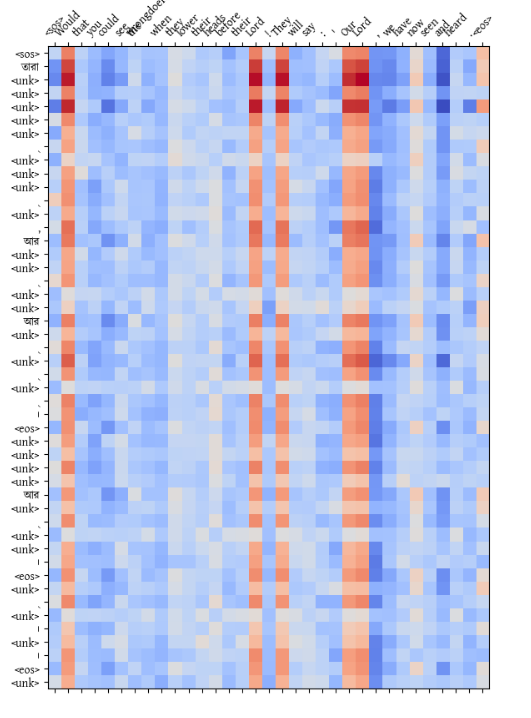 <sos> Would that you could see the when they lower their heads before their Lord ! They will say : ' Our Lord , we have now seen and heard . <eos>
<sos>
তারা
<unk>
<unk>
<unk>
<unk>
<unk>
<unk>
<unk>
<unk>
<unk>
,
আর
<unk>
<unk>
<unk>
<unk>
আর
<unk>
<unk>
<unk>
–
<eos>
<unk>
<unk>
<unk>
<unk>
আর
<unk>
<unk>
<unk>
–
<eos>
<unk>
<unk>
–
<unk>
–
<eos>
<unk>